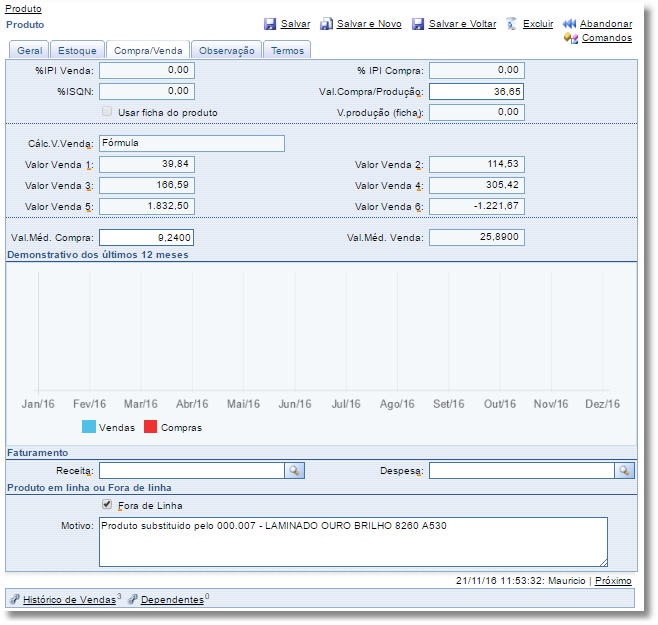 Produto
Produto Salvar Salvar e Novo Salvar e Voltar Excluir Abandonar
Comandos
Geral Estoque Compra/Venda Observação Termos
%IPI Venda: 0,00 % IPI Compra: 0,00
%ISQN: 0,00 Val.Compra/Produção: 36,65
Usar ficha do produto V.produção (ficha): 0,00
Cálc.V.Venda: Fórmula
Valor Venda 1: 39,84 Valor Venda 2: 114,53
Valor Venda 3: 166,59 Valor Venda 4: 305,42
Valor Venda 5: 1.832,50 Valor Venda 6: -1.221,67
Val.Méd. Compra: 9,2400 Val.Méd. Venda: 25,8900
Demonstrativo dos últimos 12 meses
Jan/16 Fev/16 Mar/16 Abr/16 Mai/16 Jun/16 Jul/16 Ago/16 Set/16 Out/16 Nov/16 Dez/16
Vendas Compras
Faturamento
Receita: Despesa:
Produto em linha ou Fora de linha
Fora de Linha
Motivo: Produto substituido pelo 000.007 - LAMINADO OURO BRILHO 8260 A530
21/11/16 11:53:32: Mauricio | Próximo
Histórico de Vendas 3 Dependentes 0